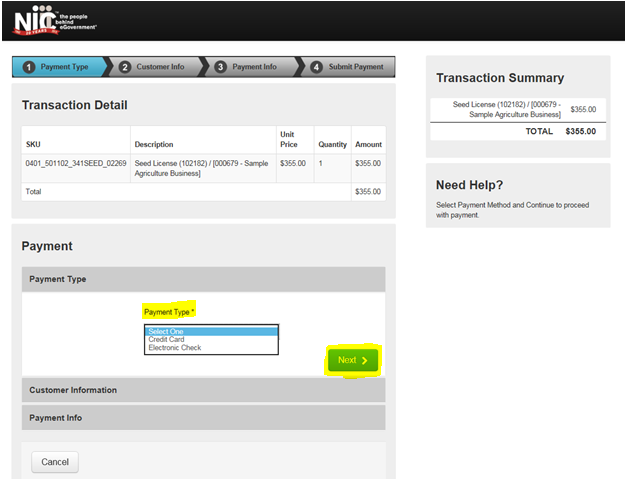 NIC
the people
behind
eGovernment
20 YEARS
1 Payment Type 2 Customer Info 3 Payment Info 4 Submit Payment
Transaction Detail
SKU Description Unit Price Quantity Amount
0401_501102_341SEED_02269 Seed License (102182) / [000679 - Sample $355.00 1 $355.00
Agriculture Business]
Total $355.00
Payment
Payment Type
Payment Type *
Select One
Credit Card
Electronic Check
Next
Customer Information
Payment Info
Cancel
Transaction Summary
Seed License (102182) / [000679 - $355.00
Sample Agriculture Business]
TOTAL $355.00
Need Help?
Select Payment Method and Continue to proceed
with payment.